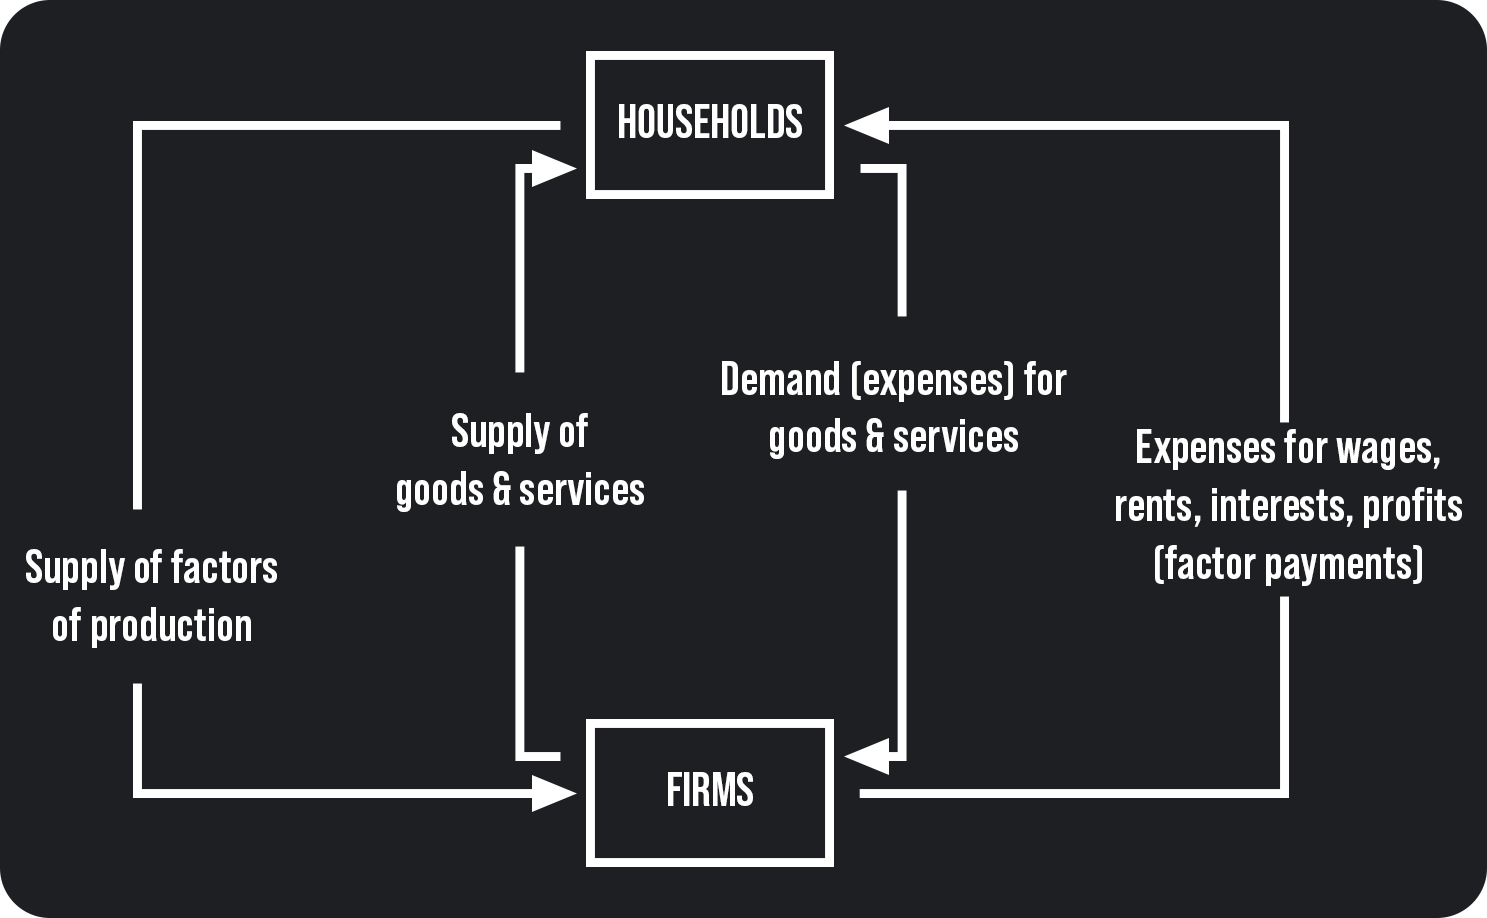 HOUSEHOLDS
Supply of
goods & services
Demand (expenses) for
goods & services
Expenses for wages,
rents, interests, profits
(factor payments)
Supply of factors
of production
FIRMS